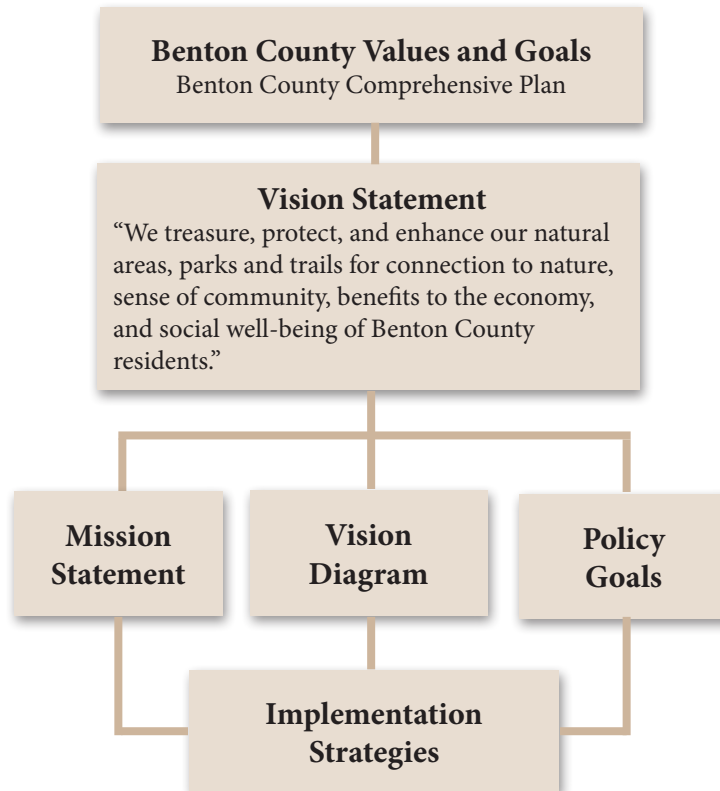 Benton County Values and Goals
Benton County Comprehensive Plan
Vision Statement
“We treasure, protect, and enhance our natural
areas, parks and trails for connection to nature,
sense of community, benefits to the economy,
and social well-being of Benton County
residents.”
Mission
Statement
Vision
Diagram
Policy
Goals
Implementation
Strategies